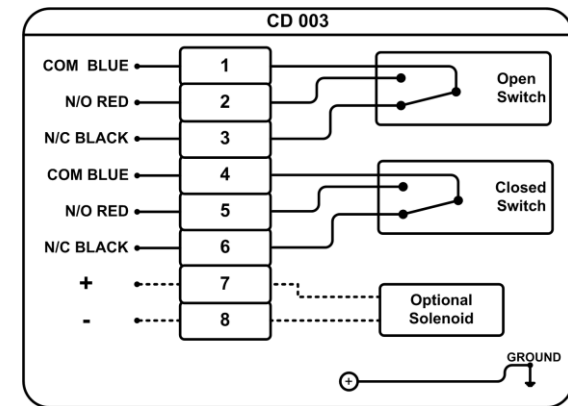 CD 003
COM BLUE 1
N/O RED 2
N/C BLACK 3
Open
Switch
COM BLUE 4
N/O RED 5
N/C BLACK 6
Closed
Switch
+ 7
- 8
Optional
Solenoid
GROUND
+